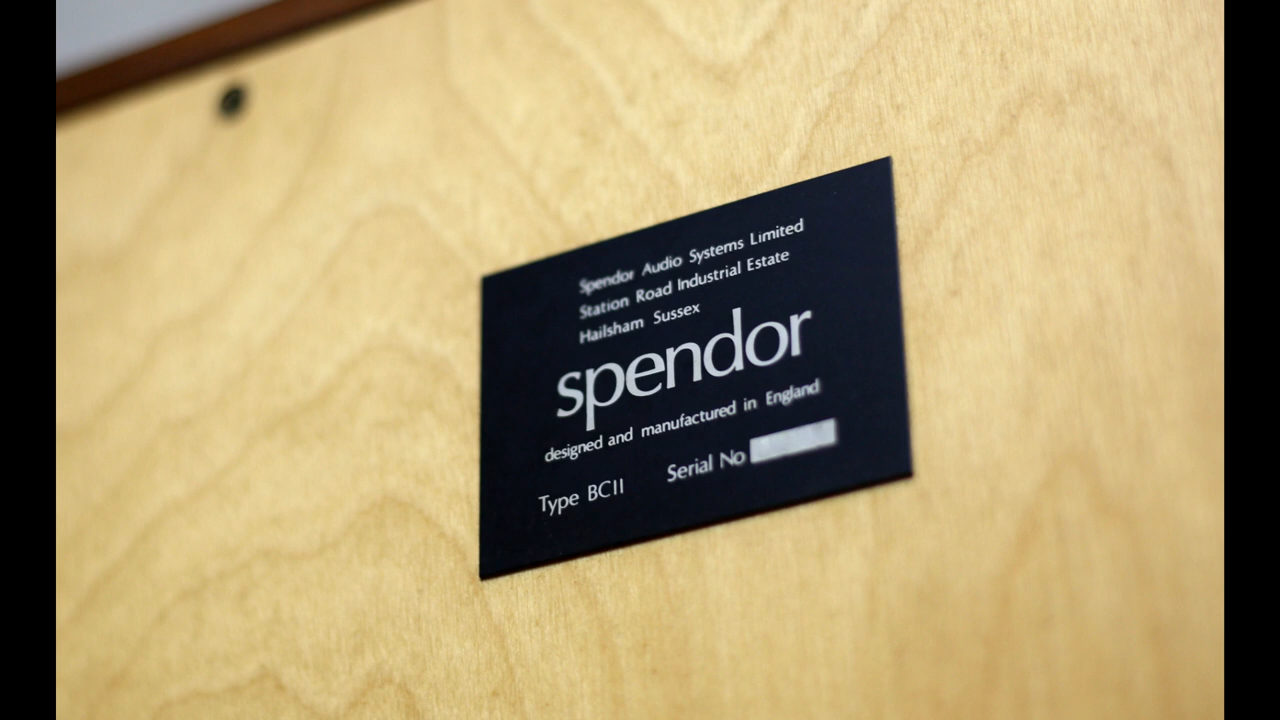 Spendor Audio Systems Limited
Station Road Industrial Estate
Hailsham Sussex
spendor
designed and manufactured in England
Type BCII Serial No